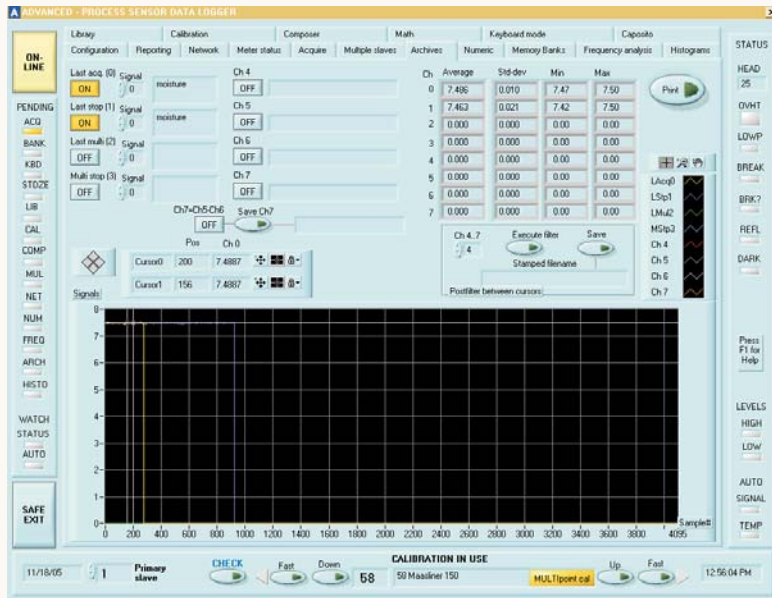 ADVANCED - PROCESS SENSOR DATA LOGGER
Library Calibration Composer Math Keyboard mode Caposito
Configuration Reporting Network Meter status Acquire Multiple slaves Archives Numeric Memory Banks Frequency analysis Histograms
ON-LINE
PENDING
ACQ
BANK
KBD
STDZE
LIB
CAL
COMP
MUL
NET
NUM
FREQ
ARCH
HISTO
WATCH
STATUS
AUTO
SAFE EXIT
Last acq (0) Signal
ON 0 moisture
Last stop (1) Signal
ON 0 moisture
Last multi (2) Signal
OFF 0
Multi stop (3) Signal
OFF 0
Ch 4
OFF
Ch 5
OFF
Ch 6
OFF
Ch 7
OFF
Ch7=Ch5-Ch6 Save Ch7
OFF
Pos Ch 0
Cursor0 200 7.4887
Cursor1 156 7.4887
Ch Average Std-dev Min Max
0 7.486 0.010 7.47 7.50
1 7.463 0.021 7.42 7.50
2 0.000 0.000 0.00 0.00
3 0.000 0.000 0.00 0.00
4 0.000 0.000 0.00 0.00
5 0.000 0.000 0.00 0.00
6 0.000 0.000 0.00 0.00
7 0.000 0.000 0.00 0.00
Print
LAcq0
LStp1
LMul2
MStp3
Ch 4
Ch 5
Ch 6
Ch 7
Ch 4..7 Execute filter Save
4
Stamped filename
Postfilter between cursors
Signals
8-
7-
6-
5-
4-
3-
2-
1-
0-
0 200 400 600 800 1000 1200 1400 1600 1800 2000 2200 2400 2600 2800 3000 3200 3400 3600 3800 4095
Sample#
STATUS
HEAD
25
OVHT
LOWP
BREAK
BRK?
REFL
DARK
Press F1 for Help
LEVELS
HIGH
LOW
AUTO
SIGNAL
TEMP
11/18/05 1 Primary slave CHECK Fast Down 58
CALIBRATION IN USE
58 Maasliner 150
MULTIpoint cal Up Fast 12:56:04 PM